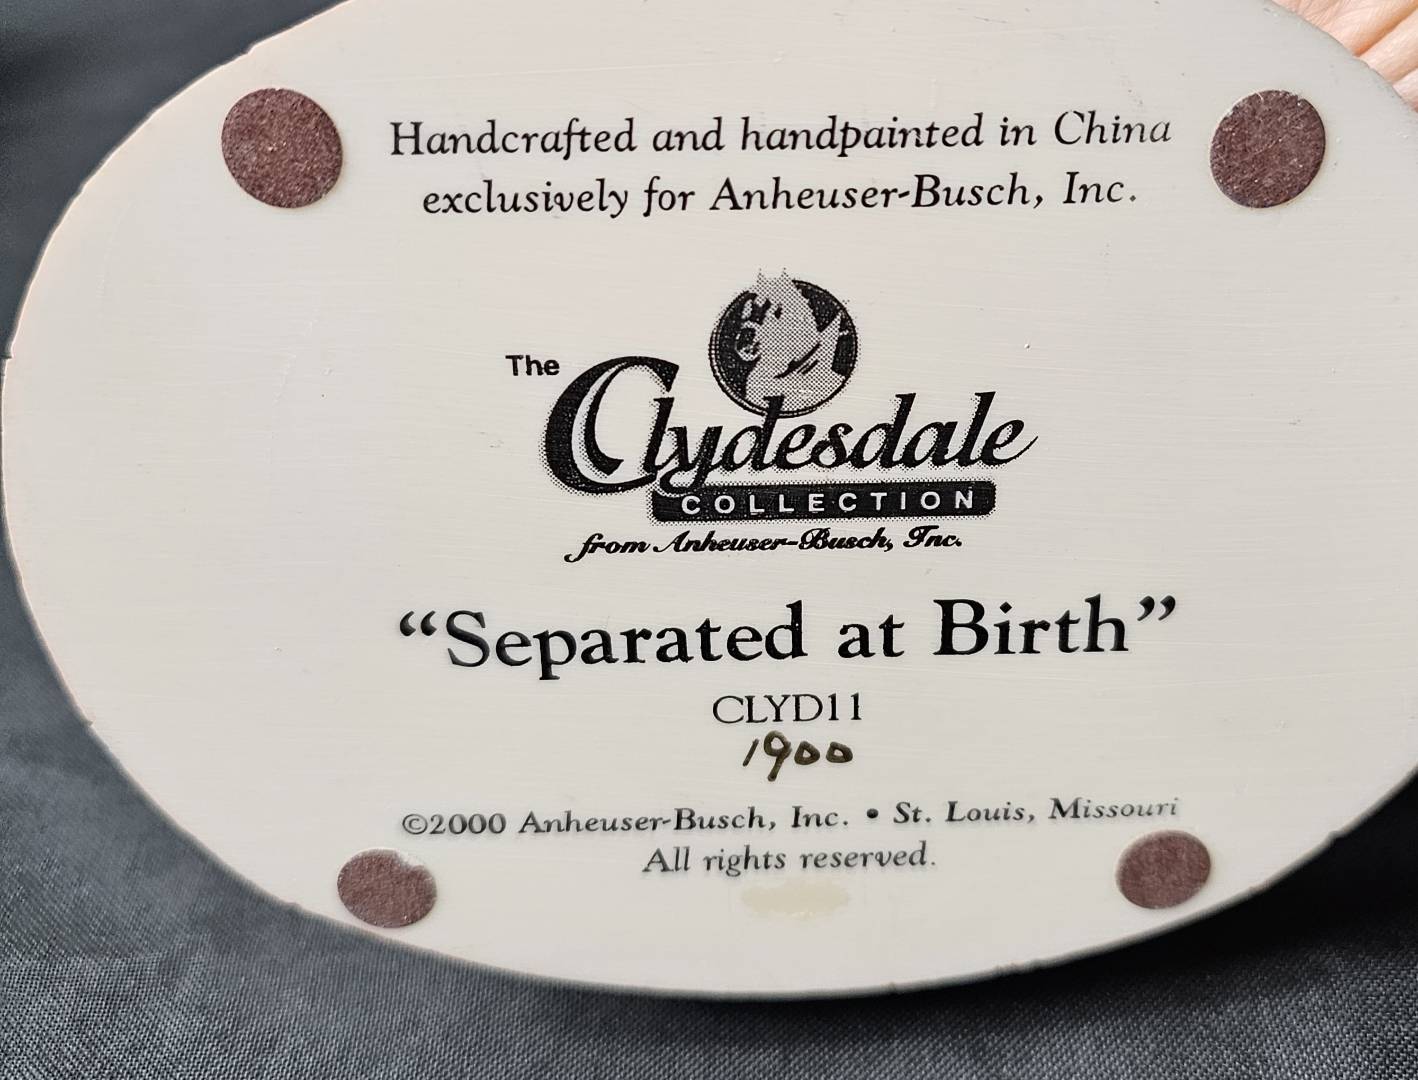 Handcrafted and handpainted in China
exclusively for Anheuser-Busch, Inc.
The
Clydesdale
COLLECTION
from Anheuser-Busch, Inc.
“Separated at Birth”
CLYD11
1900
©2000 Anheuser-Busch, Inc. • St. Louis, Missouri
All rights reserved.